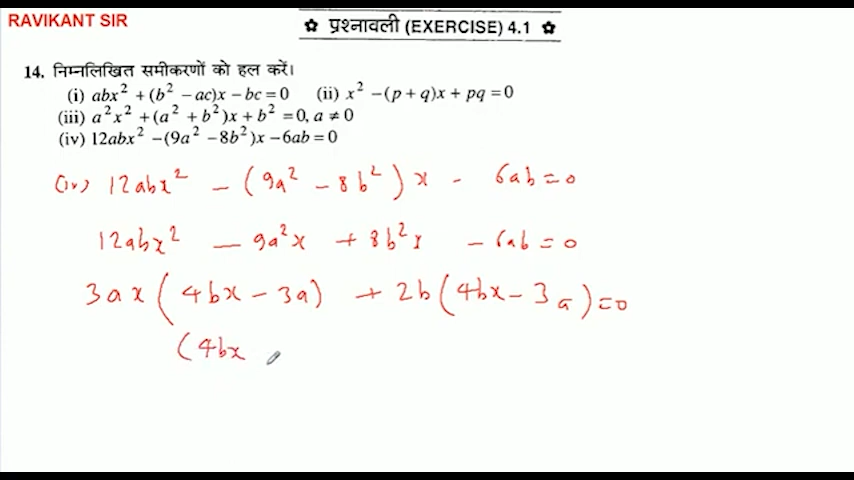 RAVIKANT SIR
✿ प्रश्नावली (EXERCISE) 4.1 ✿
14. निम्नलिखित समीकरणों को हल करें।
(i) abx² + (b² − ac)x − bc = 0 (ii) x² − (p + q)x + pq = 0
(iii) a²x² + (a² + b²)x + b² = 0, a ≠ 0
(iv) 12abx² − (9a² − 8b²)x − 6ab = 0
(iv) 12abx² − (9a² − 8b²)x − 6ab = 0
12abx² − 9a²x + 8b²x − 6ab = 0
3ax(4bx − 3a) + 2b(4bx − 3a) = 0
(4bx